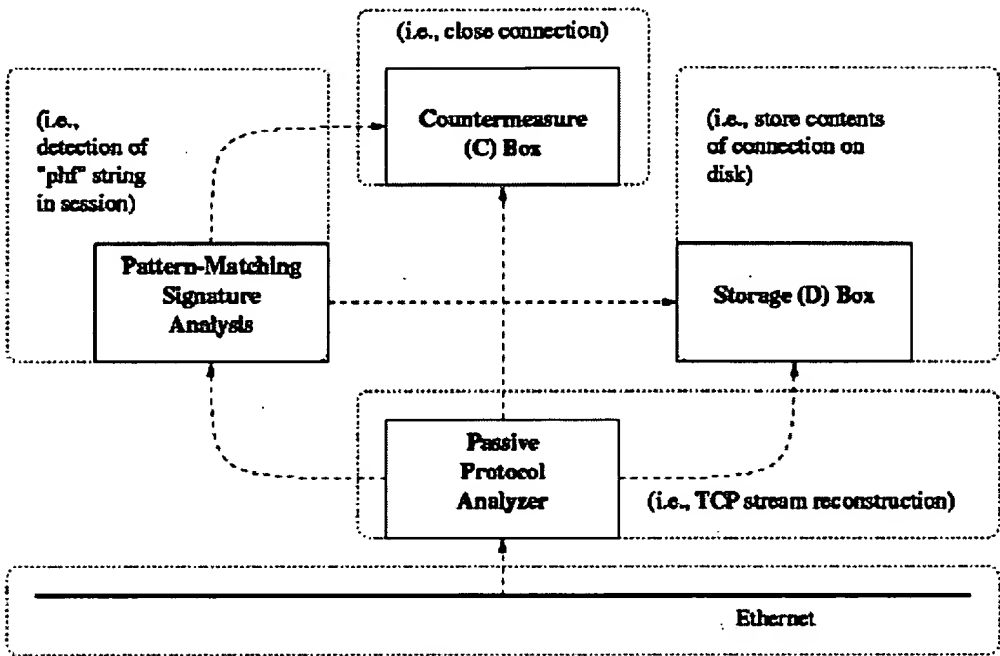 (i.e., close connection)
Countermeasure
(C) Box
(i.e.,
detection of
"phf" string
in session)
(i.e., store contents
of connection on
disk)
Pattern-Matching
Signature
Analysis
Storage (D) Box
Passive
Protocol
Analyzer
(i.e., TCP stream reconstruction)
Ethernet